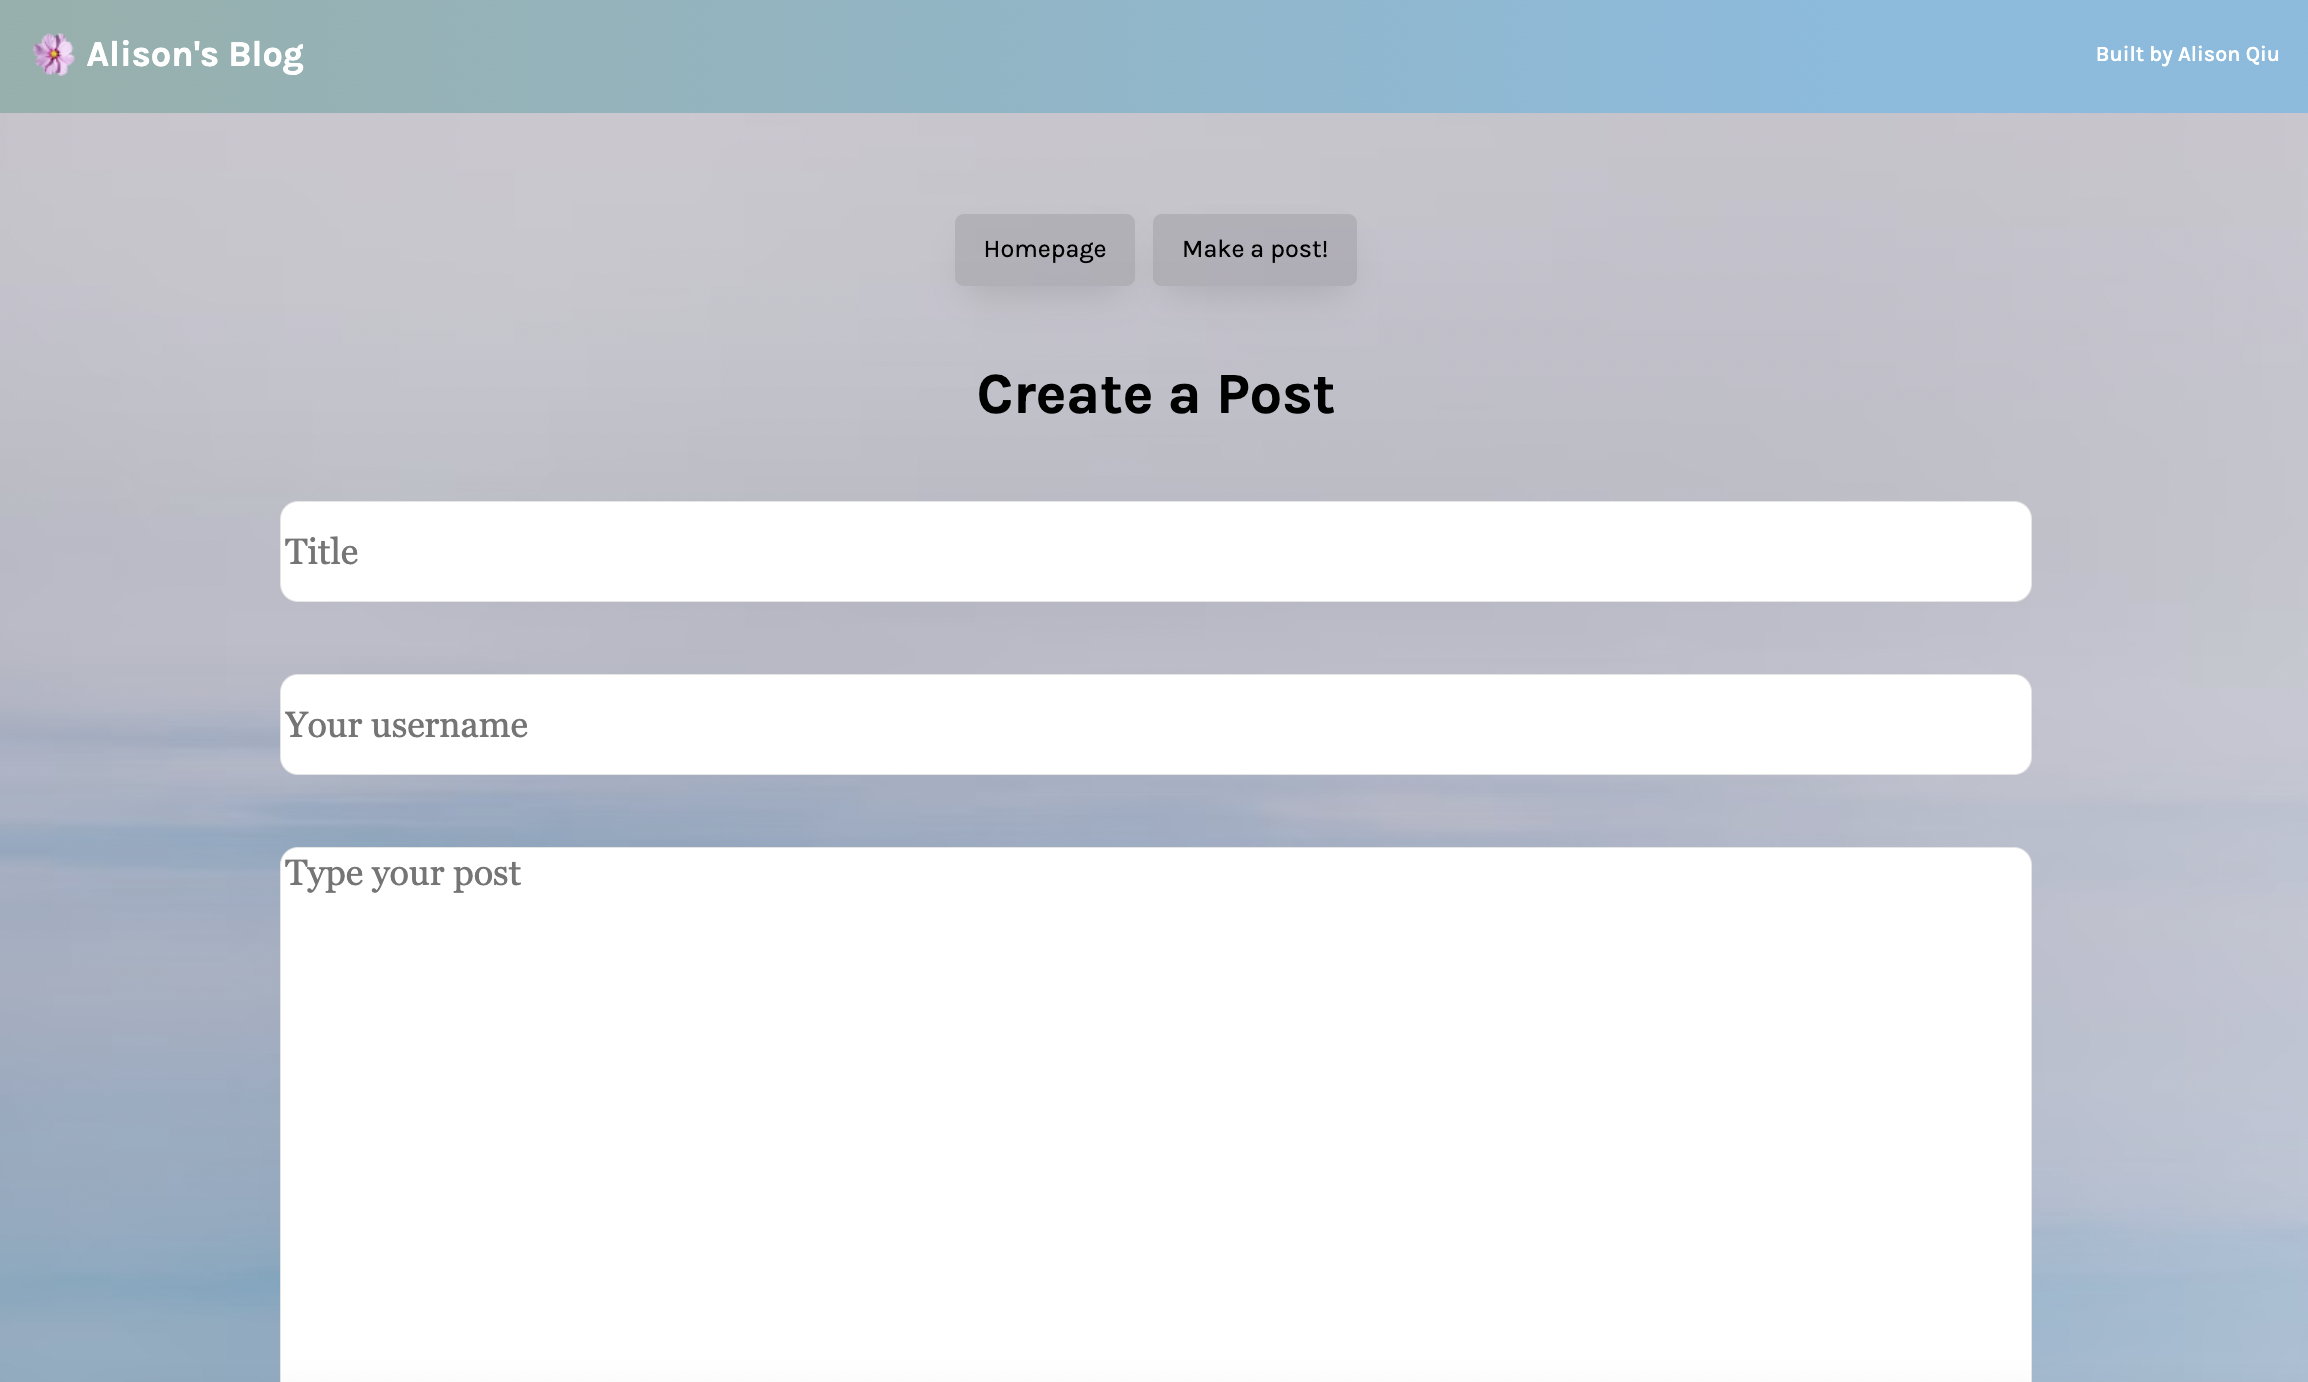 Alison's Blog
Built by Alison Qiu
Homepage
Make a post!
Create a Post
Title
Your username
Type your post